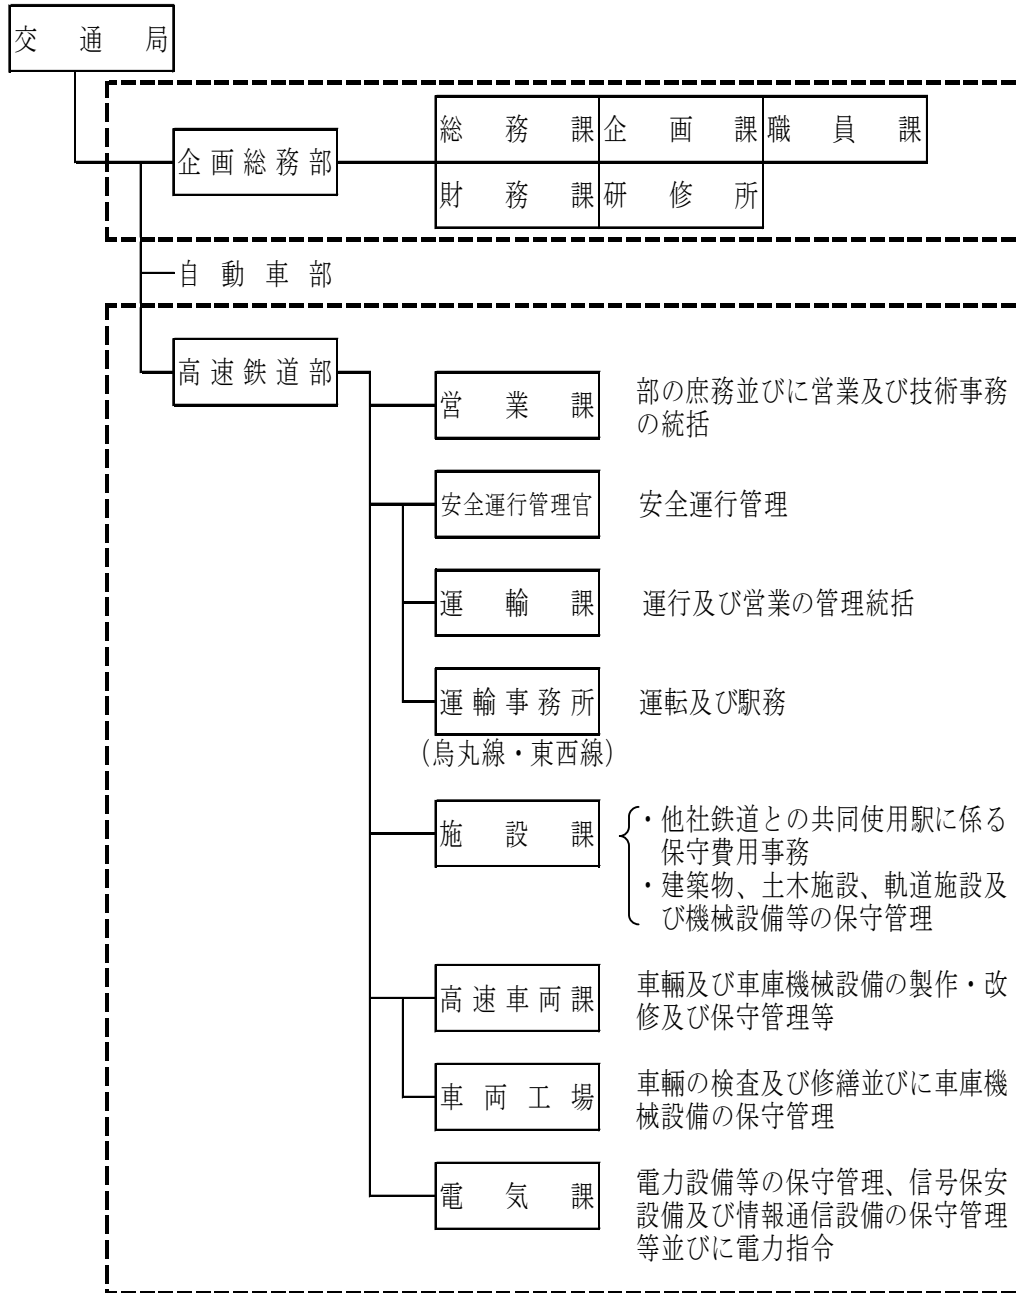 交通局
総務課 企画課 職員課
企画総務部
財務課 研修所
自動車部
高速鉄道部
営業課
部の庶務並びに営業及び技術事務
の統括
安全運行管理官
安全運行管理
運輸課
運行及び営業の管理統括
運輸事務所
運転及び駅務
(烏丸線・東西線)
施設課
・他社鉄道との共同使用駅に係る
保守費用事務
・建築物、土木施設、軌道施設及
び機械設備等の保守管理
高速車両課
車輛及び車庫機械設備の製作・改
修及び保守管理等
車両工場
車輛の検査及び修繕並びに車庫機
械設備の保守管理
電気課
電力設備等の保守管理、信号保安
設備及び情報通信設備の保守管理
等並びに電力指令